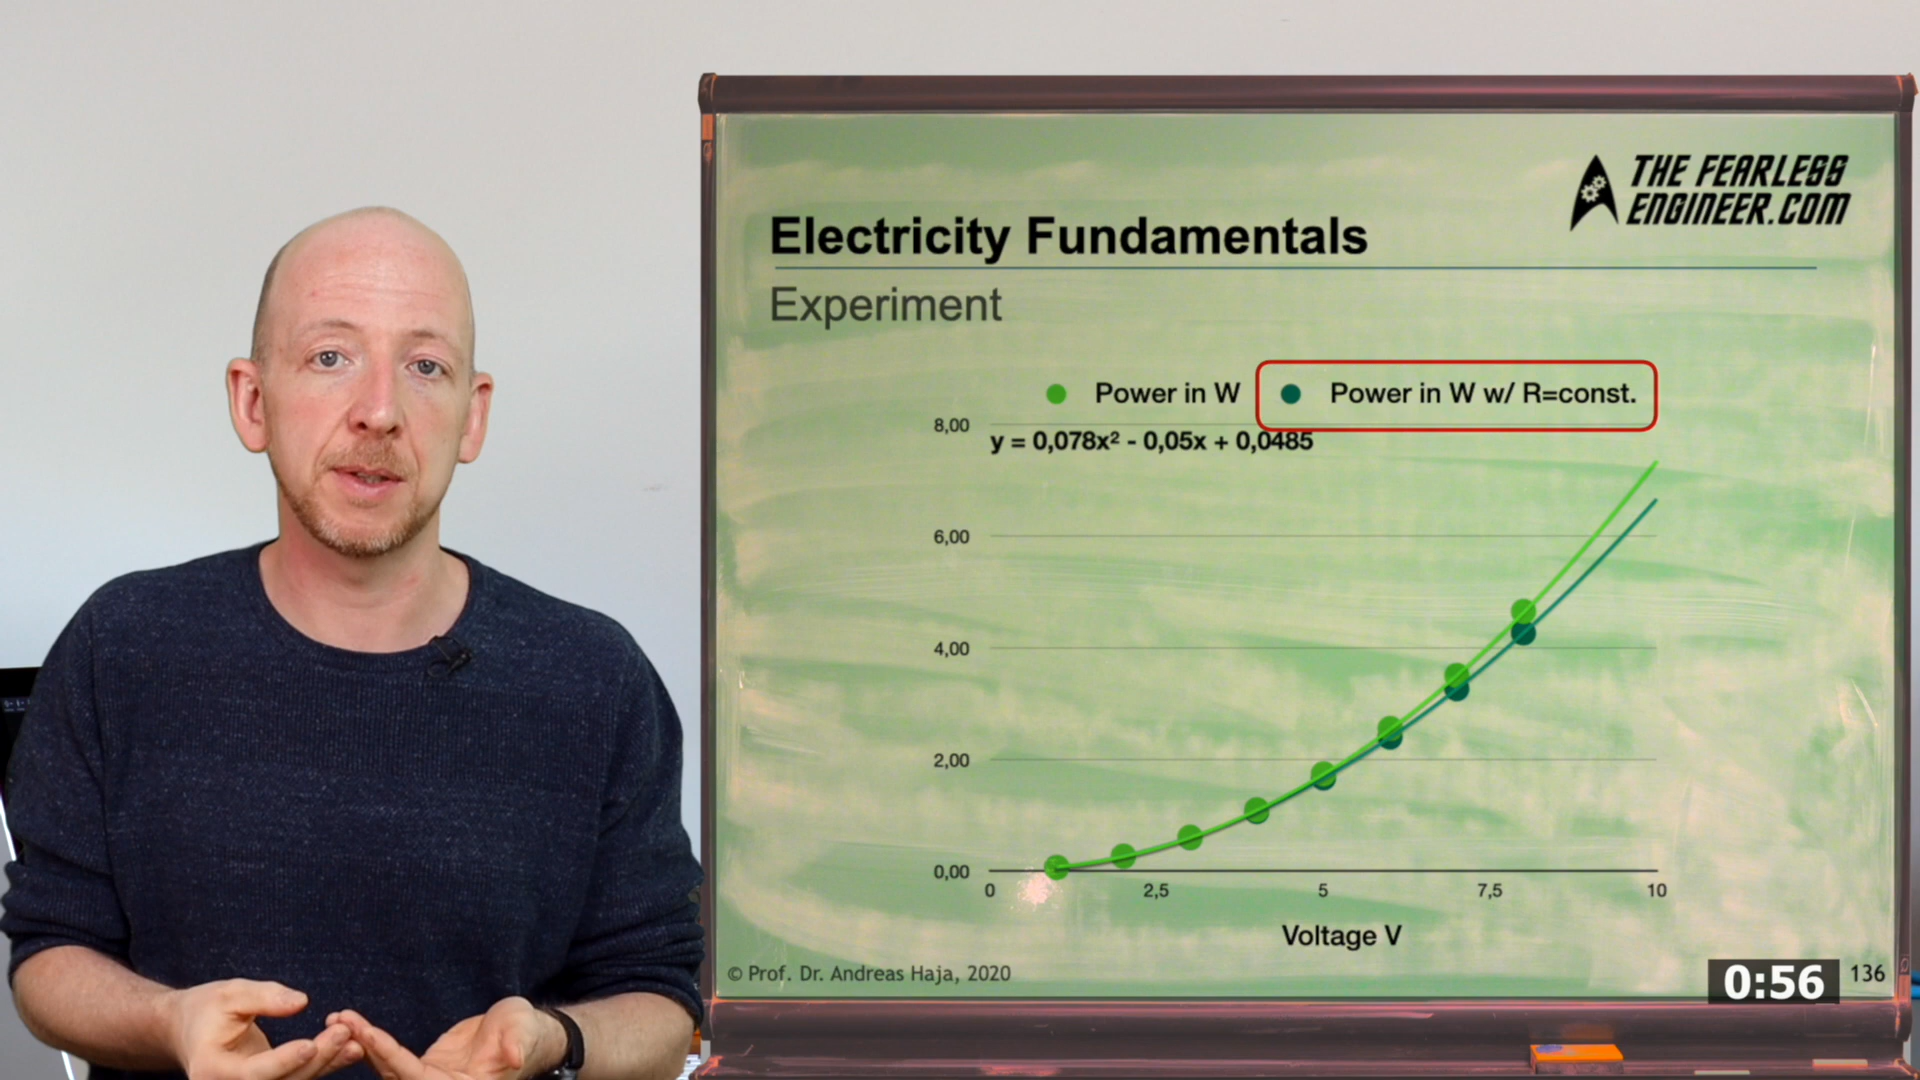 THE FEARLESS
ENGINEER.COM
Electricity Fundamentals
Experiment
Power in W
Power in W w/ R=const.
8,00
y = 0,078x² - 0,05x + 0,0485
6,00
4,00
2,00
0,00
0
2,5
5
7,5
10
Voltage V
© Prof. Dr. Andreas Haja, 2020
0:56
136